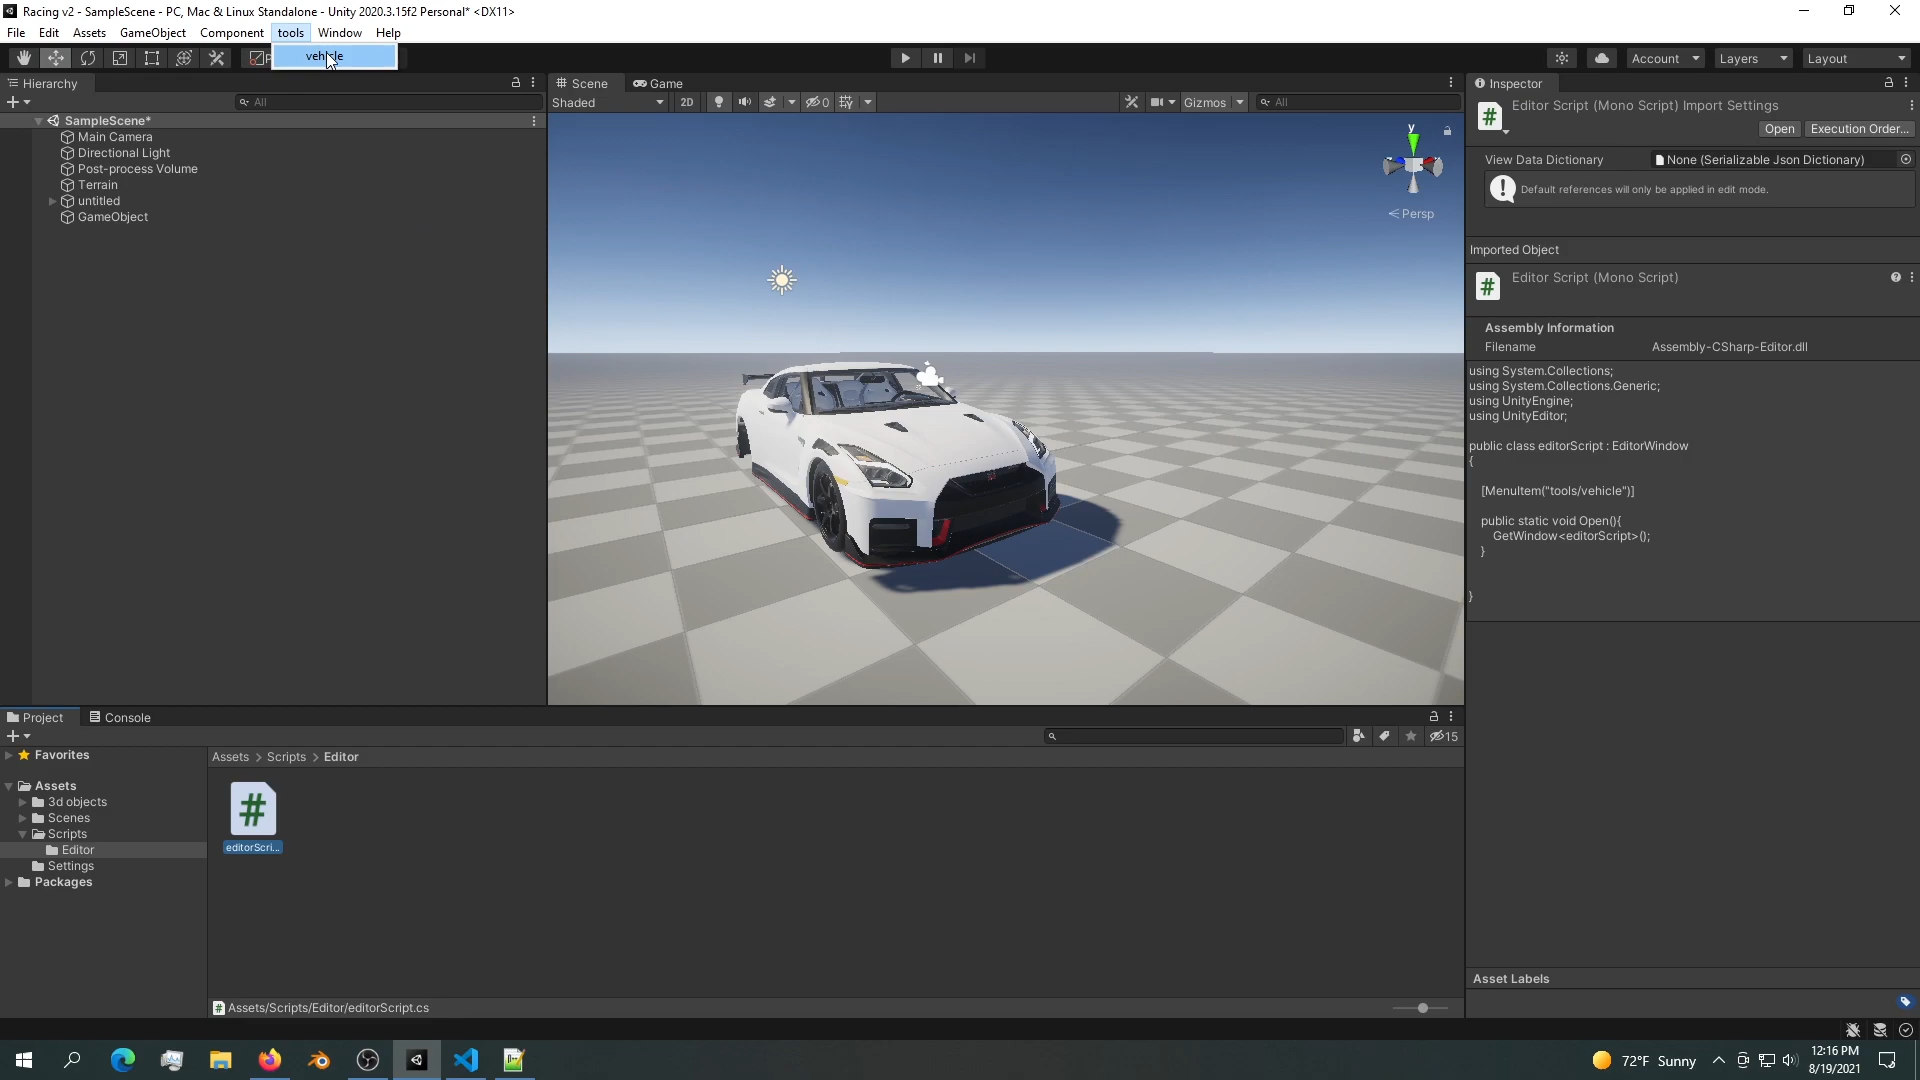 Racing v2 - SampleScene - PC, Mac & Linux Standalone - Unity 2020.3.15f2 Personal* <DX11>
File Edit Assets GameObject Component tools Window Help
vehicle
Account Layers Layout
Hierarchy
All
SampleScene*
Main Camera
Directional Light
Post-process Volume
Terrain
untitled
GameObject
Scene Game
Shaded 2D 0 Gizmos All
y
Persp
Inspector
Editor Script (Mono Script) Import Settings
Open Execution Order...
View Data Dictionary None (Serializable Json Dictionary)
Default references will only be applied in edit mode.
Imported Object
Editor Script (Mono Script)
Assembly Information
Filename Assembly-CSharp-Editor.dll
using System.Collections;
using System.Collections.Generic;
using UnityEngine;
using UnityEditor;
public class editorScript : EditorWindow
{
[MenuItem("tools/vehicle")]
public static void Open(){
GetWindow<editorScript>();
}
}
Asset Labels
Project Console
15
Favorites
Assets
3d objects
Scenes
Scripts
Editor
Settings
Packages
Assets > Scripts > Editor
editorScri...
Assets/Scripts/Editor/editorScript.cs
72°F Sunny
12:16 PM
8/19/2021